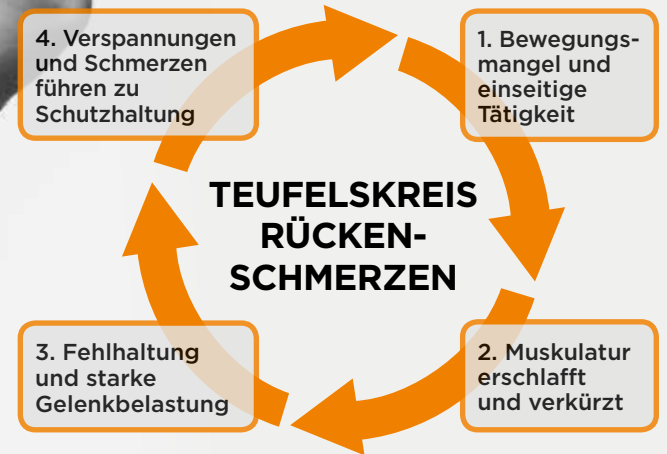 4. Verspannungen
und Schmerzen
führen zu
Schutzhaltung
1. Bewegungs-
mangel und
einseitige
Tätigkeit
TEUFELSKREIS
RÜCKEN-
SCHMERZEN
3. Fehlhaltung
und starke
Gelenkbelastung
2. Muskulatur
erschlafft
und verkürzt